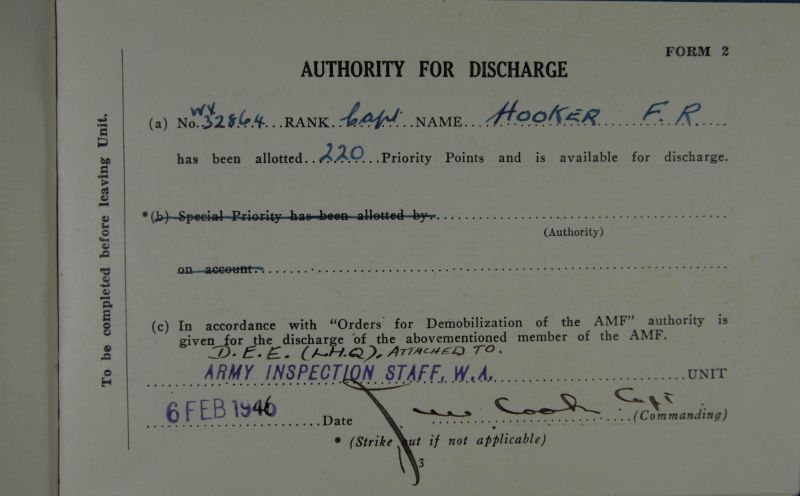 FORM 2
AUTHORITY FOR DISCHARGE
To be completed before leaving Unit.
(a) No. WX 32864 RANK Capt NAME HOOKER F. R
has been allotted 220 Priority Points and is available for discharge.
*(b) Special Priority has been allotted by
(Authority)
on account
(c) In accordance with "Orders for Demobilization of the AMF" authority is
given for the discharge of the abovementioned member of the AMF.
D.E.E. (L.H.Q), ATTACHED TO.
ARMY INSPECTION STAFF, W.A. UNIT
6 FEB 1946 Date Cook Capt. (Commanding)
* (Strike out if not applicable)
3